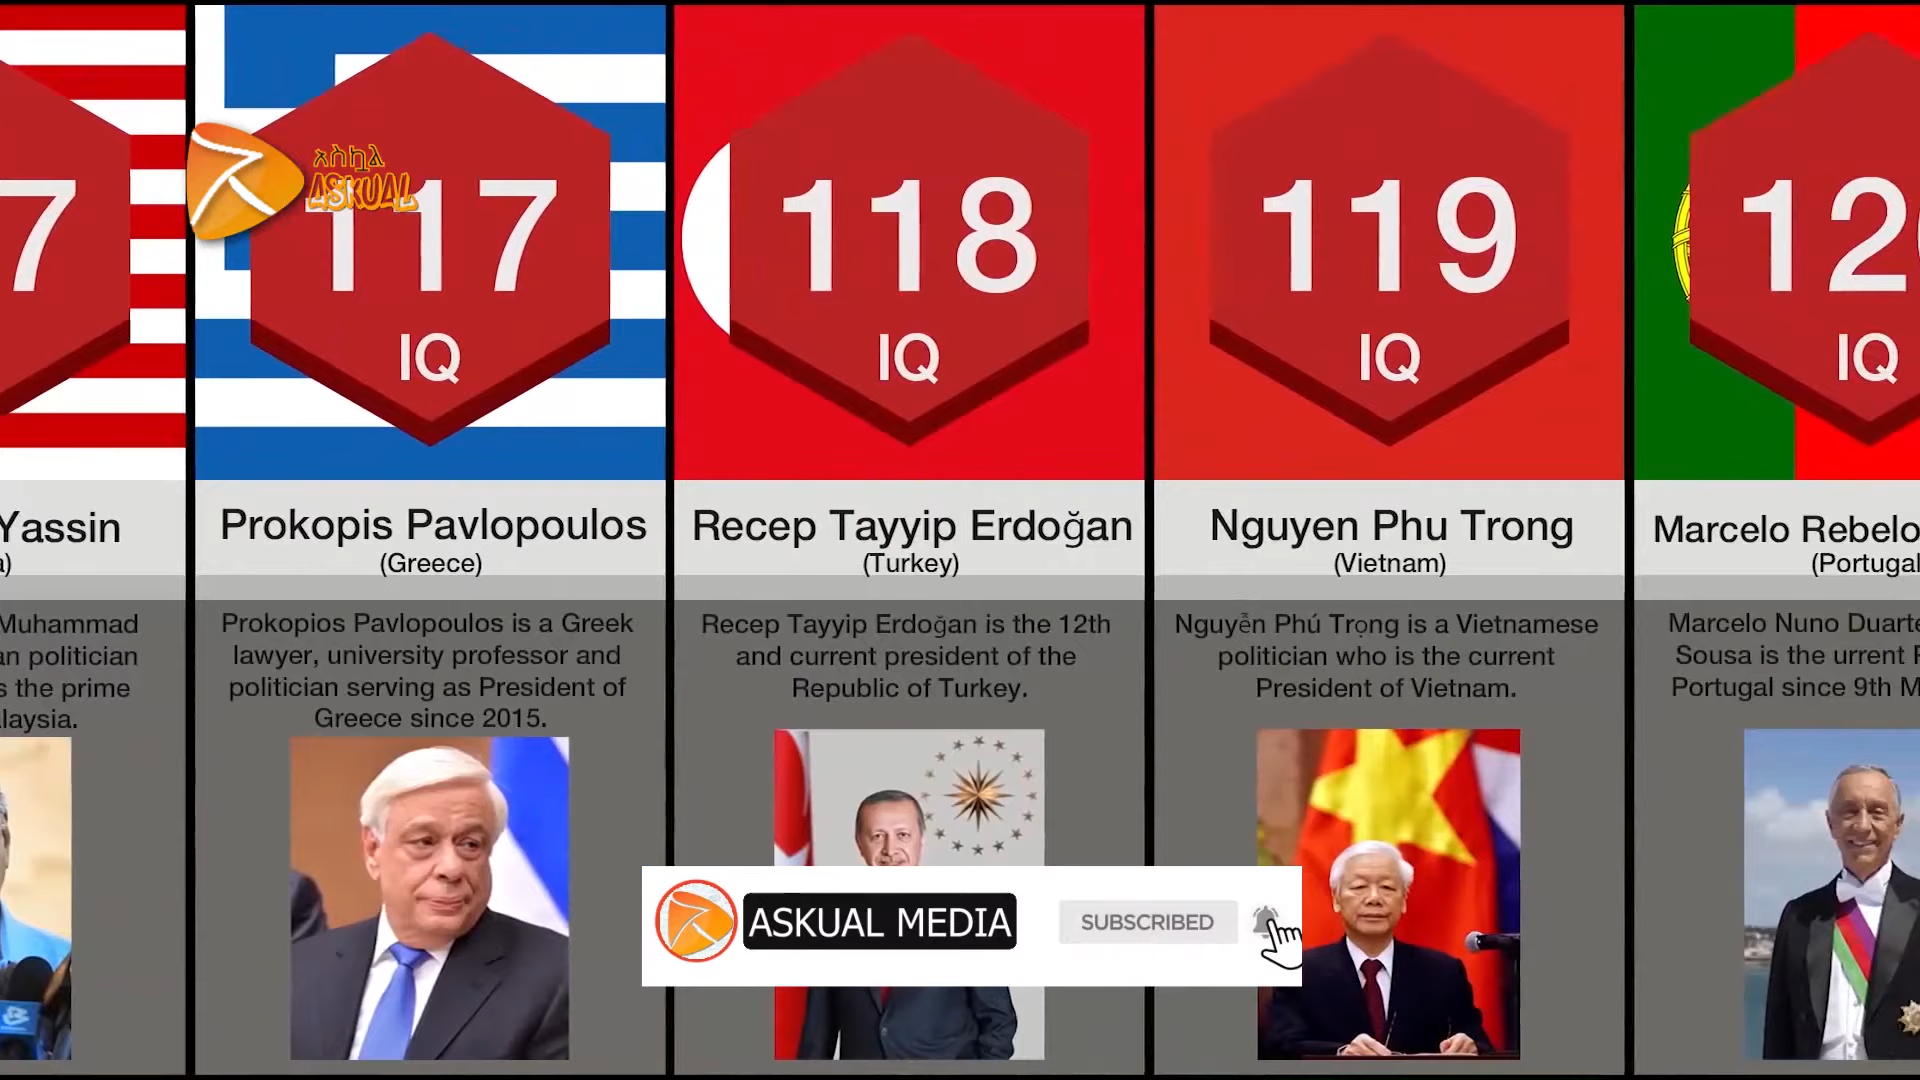 7
Yassin
a)
Muhammad
an politician
s the prime
laysia.
አስኳል
ASKUAL
117
IQ
Prokopis Pavlopoulos
(Greece)
Prokopios Pavlopoulos is a Greek
lawyer, university professor and
politician serving as President of
Greece since 2015.
118
IQ
Recep Tayyip Erdoğan
(Turkey)
Recep Tayyip Erdoğan is the 12th
and current president of the
Republic of Turkey.
119
IQ
Nguyen Phu Trong
(Vietnam)
Nguyễn Phú Trọng is a Vietnamese
politician who is the current
President of Vietnam.
12
IQ
Marcelo Rebelo
(Portugal
Marcelo Nuno Duarte
Sousa is the urrent P
Portugal since 9th M
ASKUAL MEDIA
SUBSCRIBED